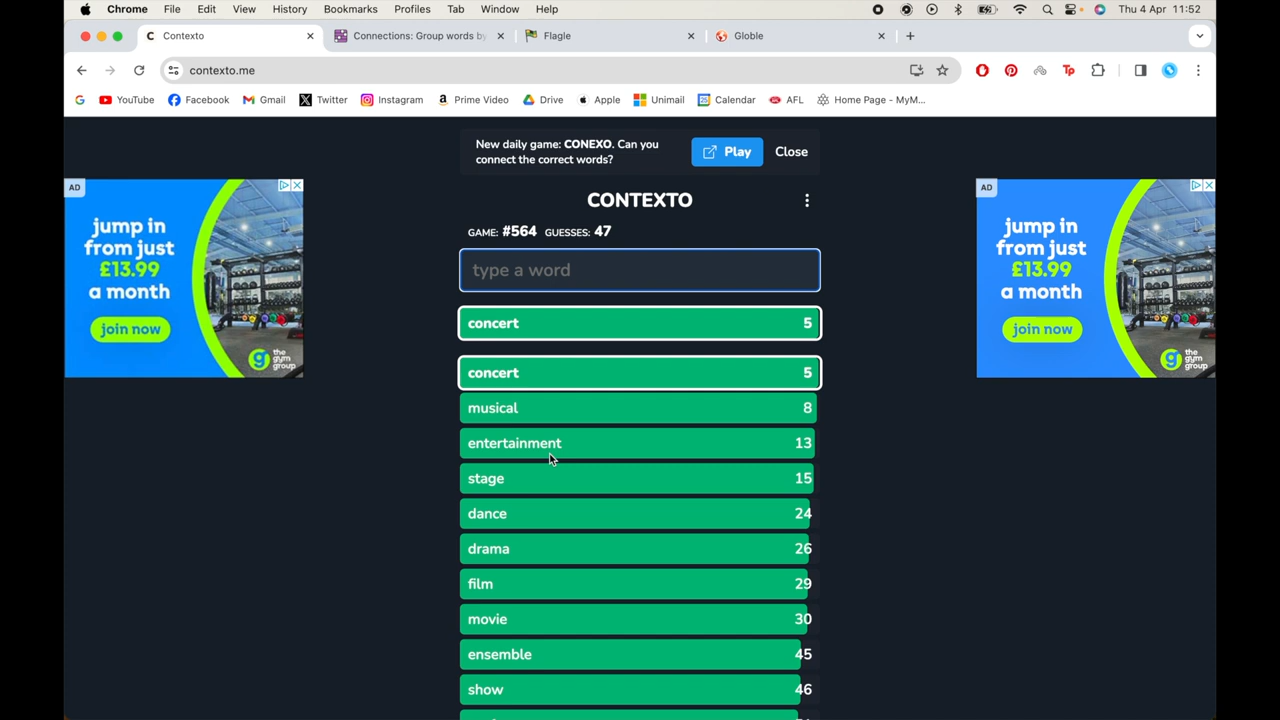 Chrome File Edit View History Bookmarks Profiles Tab Window Help Thu 4 Apr 11:52
Contexto Connections: Group words by Flagle Globle
contexto.me
YouTube Facebook Gmail Twitter Instagram Prime Video Drive Apple Unimail Calendar AFL Home Page - MyM...
New daily game: CONEXO. Can you
connect the correct words?
Play Close
AD
jump in
from just
£13.99
a month
join now
the
gym
group
CONTEXTO
GAME: #564 GUESSES: 47
type a word
concert 5
concert 5
musical 8
entertainment 13
stage 15
dance 24
drama 26
film 29
movie 30
ensemble 45
show 46
AD
jump in
from just
£13.99
a month
join now
the
gym
group